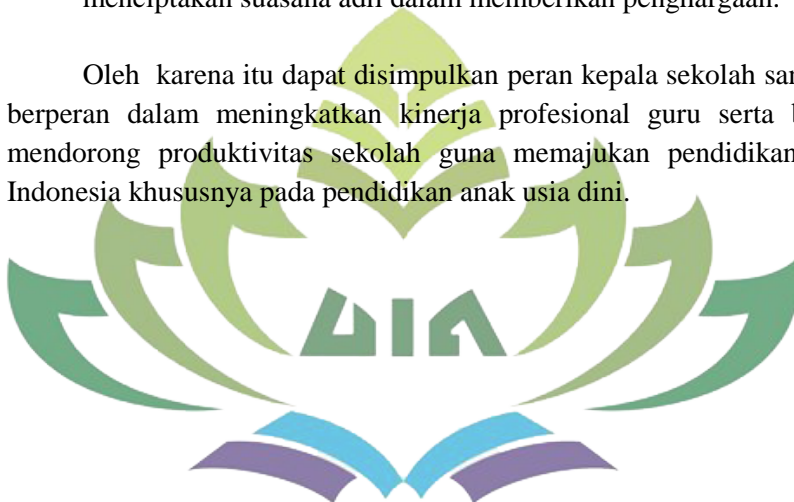 menciptakan suasana adil dalam memberikan penghargaan.
Oleh karena itu dapat disimpulkan peran kepala sekolah
berperan dalam meningkatkan kinerja profesional guru serta
mendorong produktivitas sekolah guna memajukan pendidikan
Indonesia khususnya pada pendidikan anak usia dini.
UIN